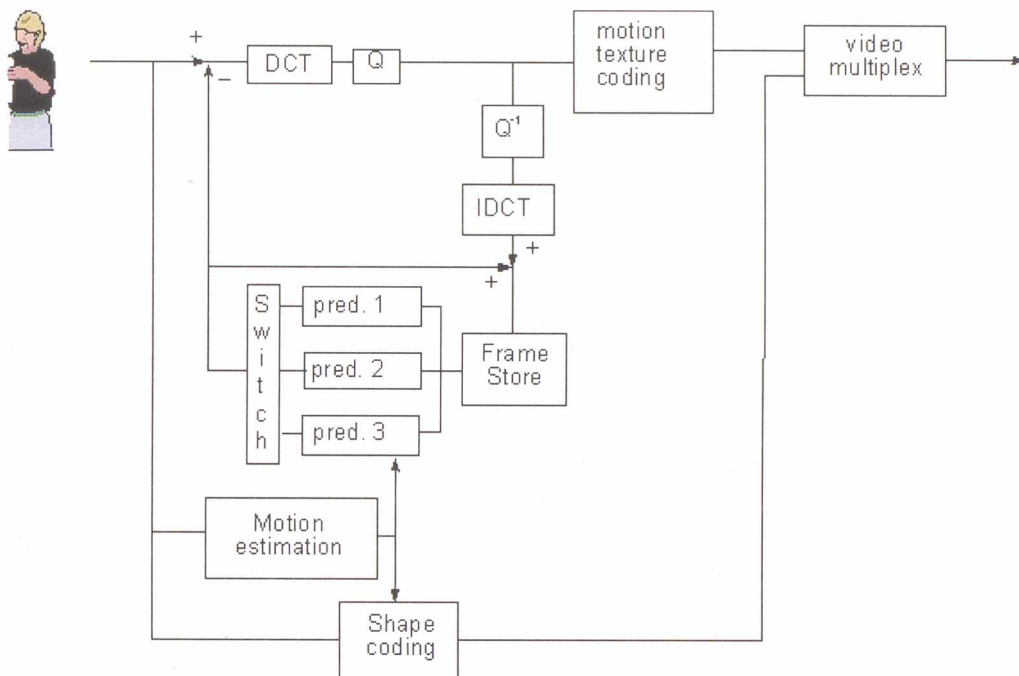 +
−
DCT
Q
motion
texture
coding
video
multiplex
Q⁻¹
IDCT
+
+
S
w
i
t
c
h
pred. 1
pred. 2
pred. 3
Frame
Store
Motion
estimation
Shape
coding